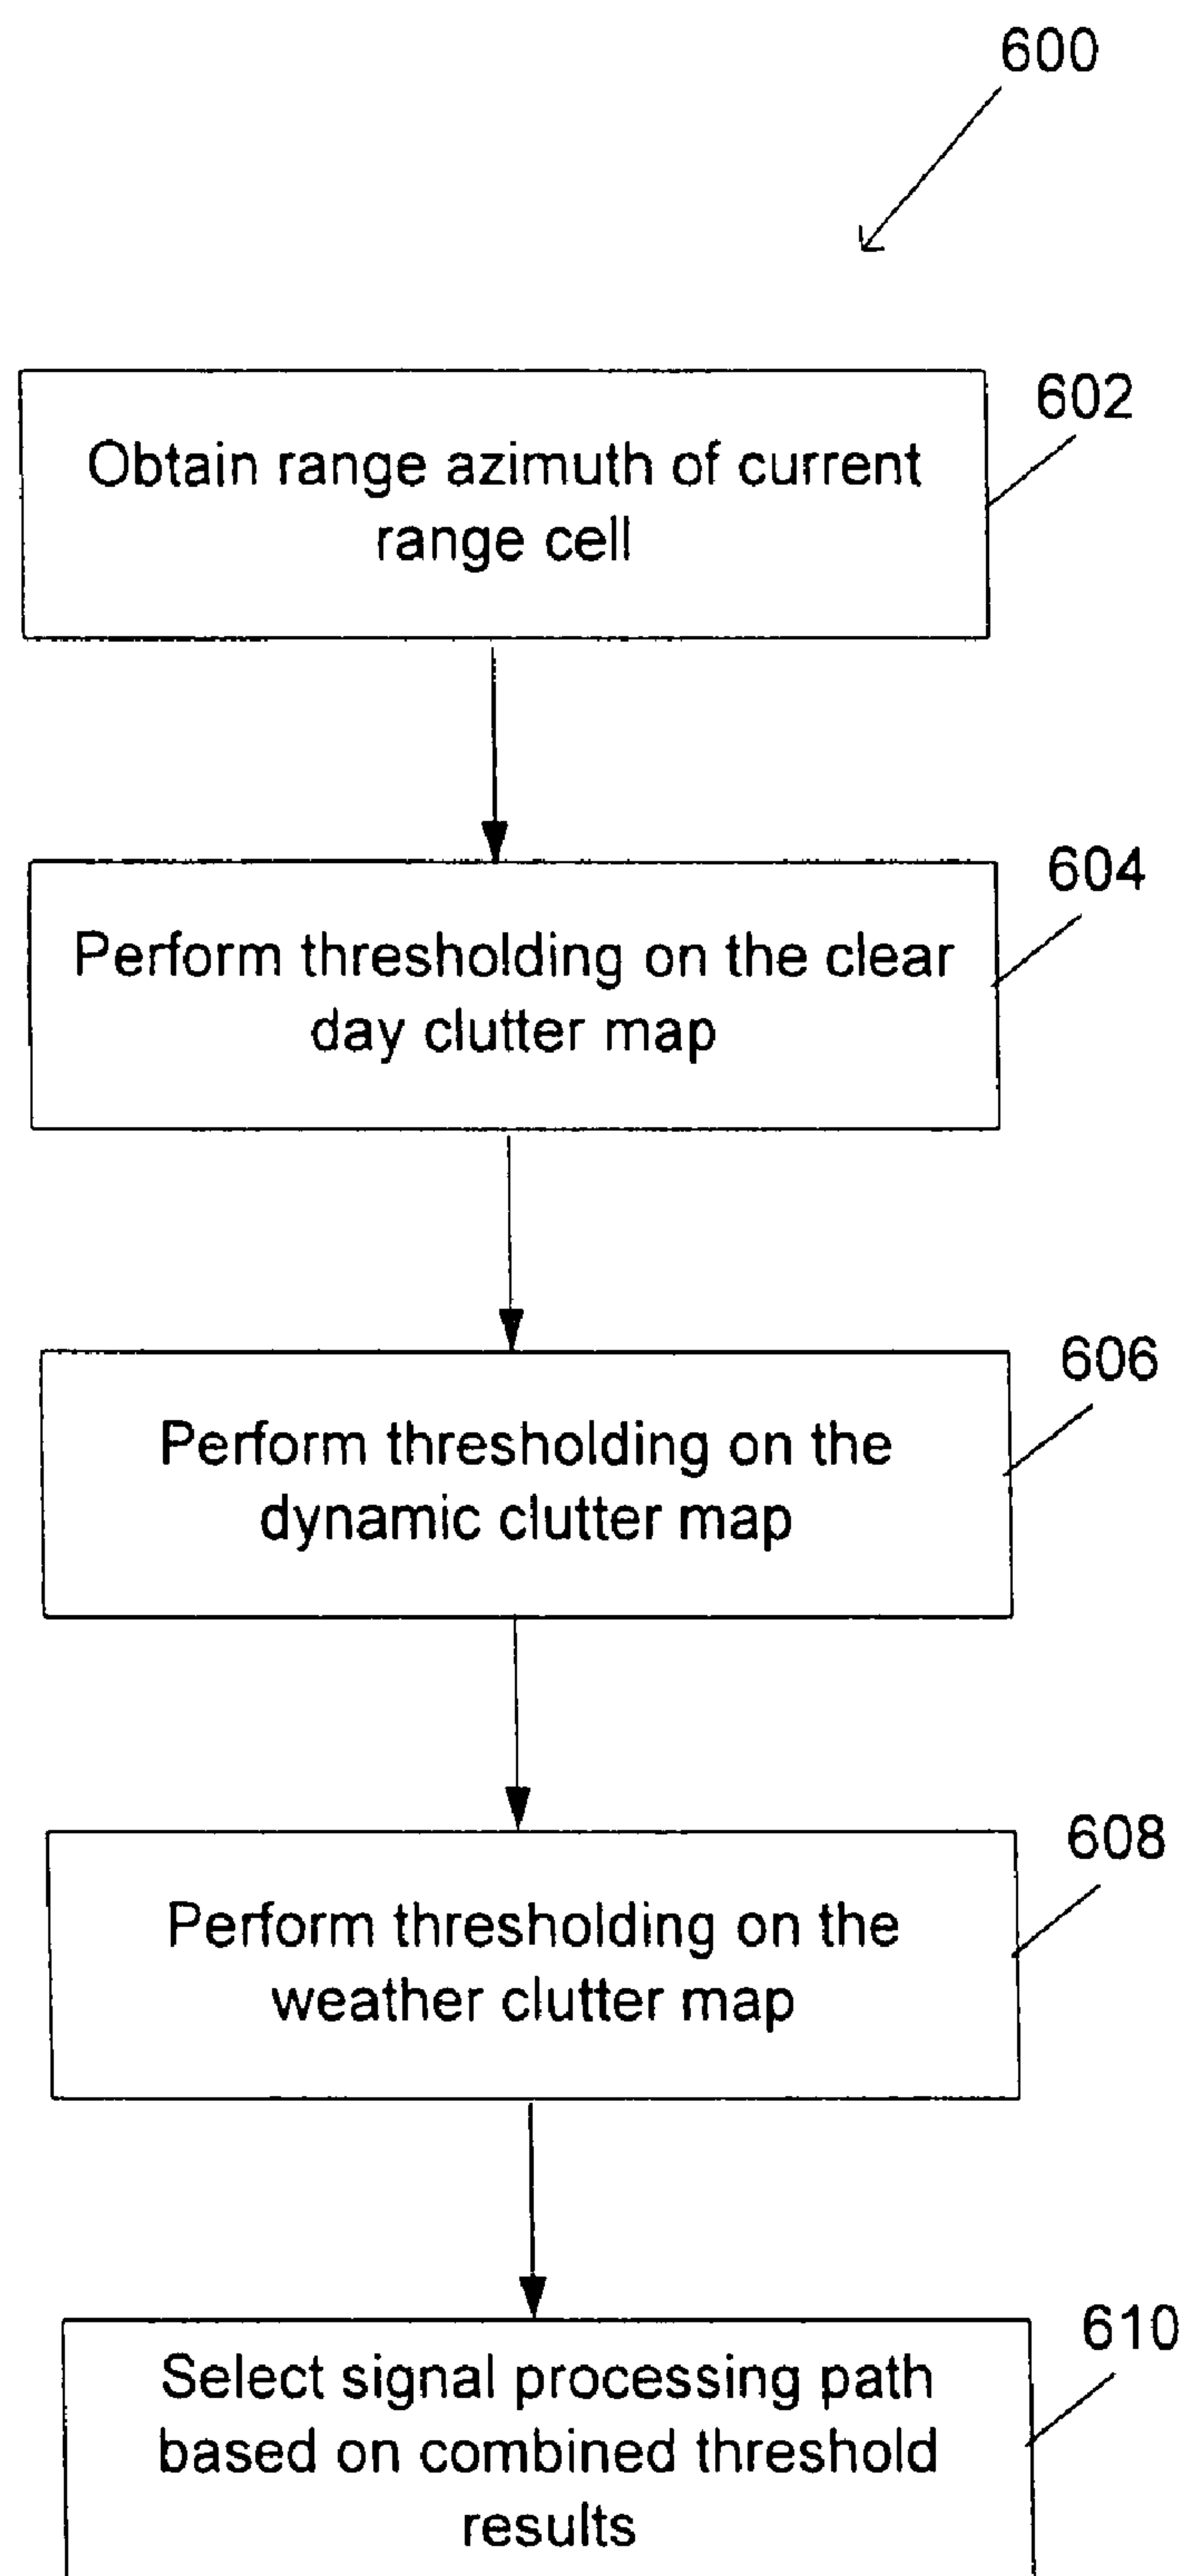 600
602
Obtain range azimuth of current
range cell
604
Perform thresholding on the clear
day clutter map
606
Perform thresholding on the
dynamic clutter map
608
Perform thresholding on the
weather clutter map
610
Select signal processing path
based on combined threshold
results